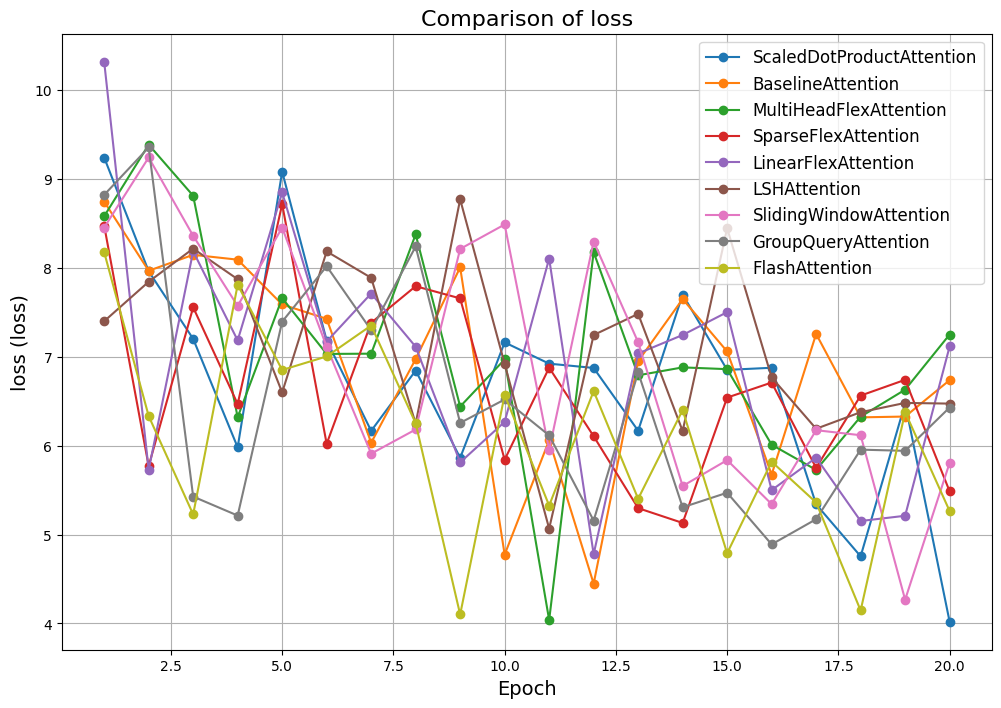 Comparison of loss
ScaledDotProductAttention
BaselineAttention
MultiHeadFlexAttention
SparseFlexAttention
LinearFlexAttention
LSHAttention
SlidingWindowAttention
GroupQueryAttention
FlashAttention
loss (loss)
10
9
8
7
6
5
4
2.5 5.0 7.5 10.0 12.5 15.0 17.5 20.0
Epoch